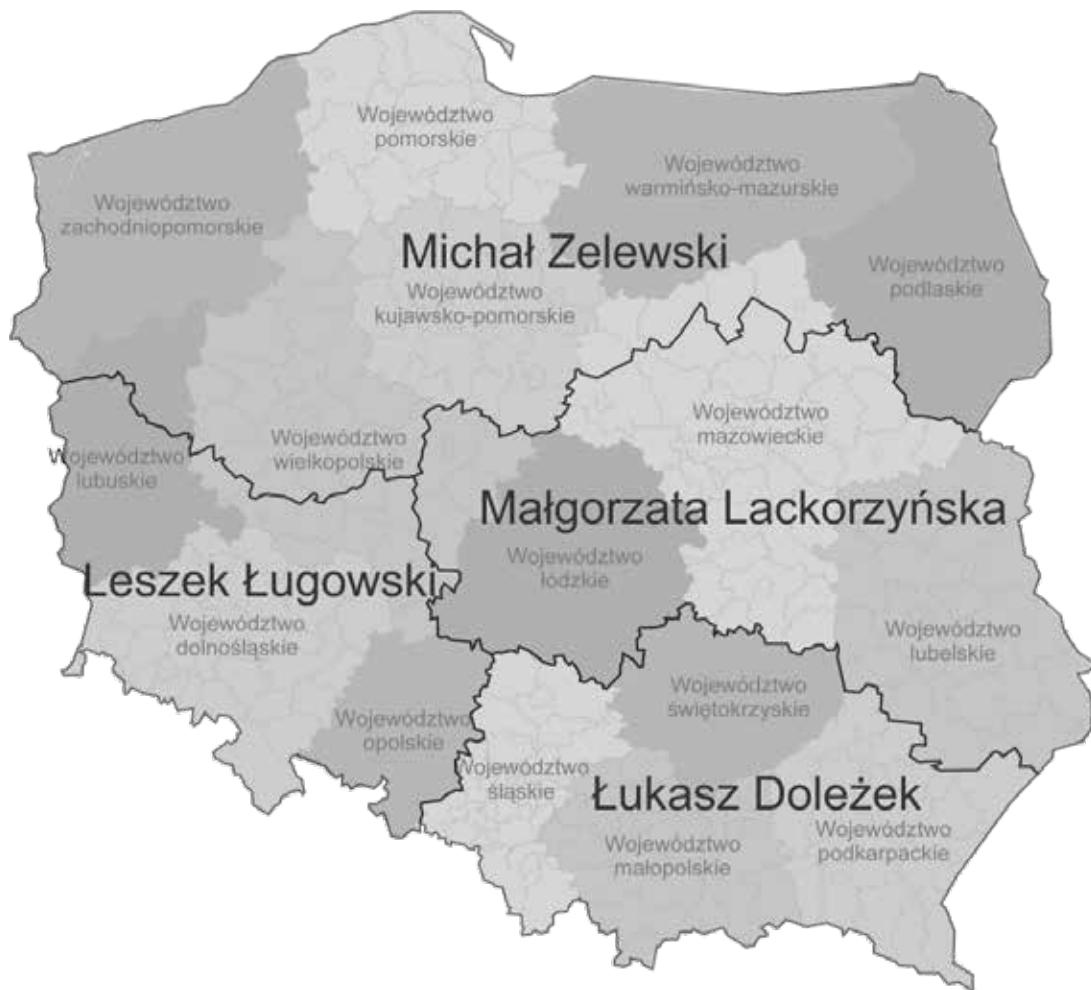 Województwo
pomorskie
Województwo
warmińsko-mazurskie
Województwo
zachodniopomorskie
Michał Zelewski
Województwo
podlaskie
Województwo
kujawsko-pomorskie
Województwo
mazowieckie
Województwo
wielkopolskie
Województwo
lubuskie
Małgorzata Lackorzyńska
Województwo
łódzkie
Leszek Ługowski
Województwo
dolnośląskie
Województwo
lubelskie
Województwo
świętokrzyskie
Województwo
opolskie
Województwo
śląskie
Łukasz Doleżek
Województwo
małopolskie
Województwo
podkarpackie